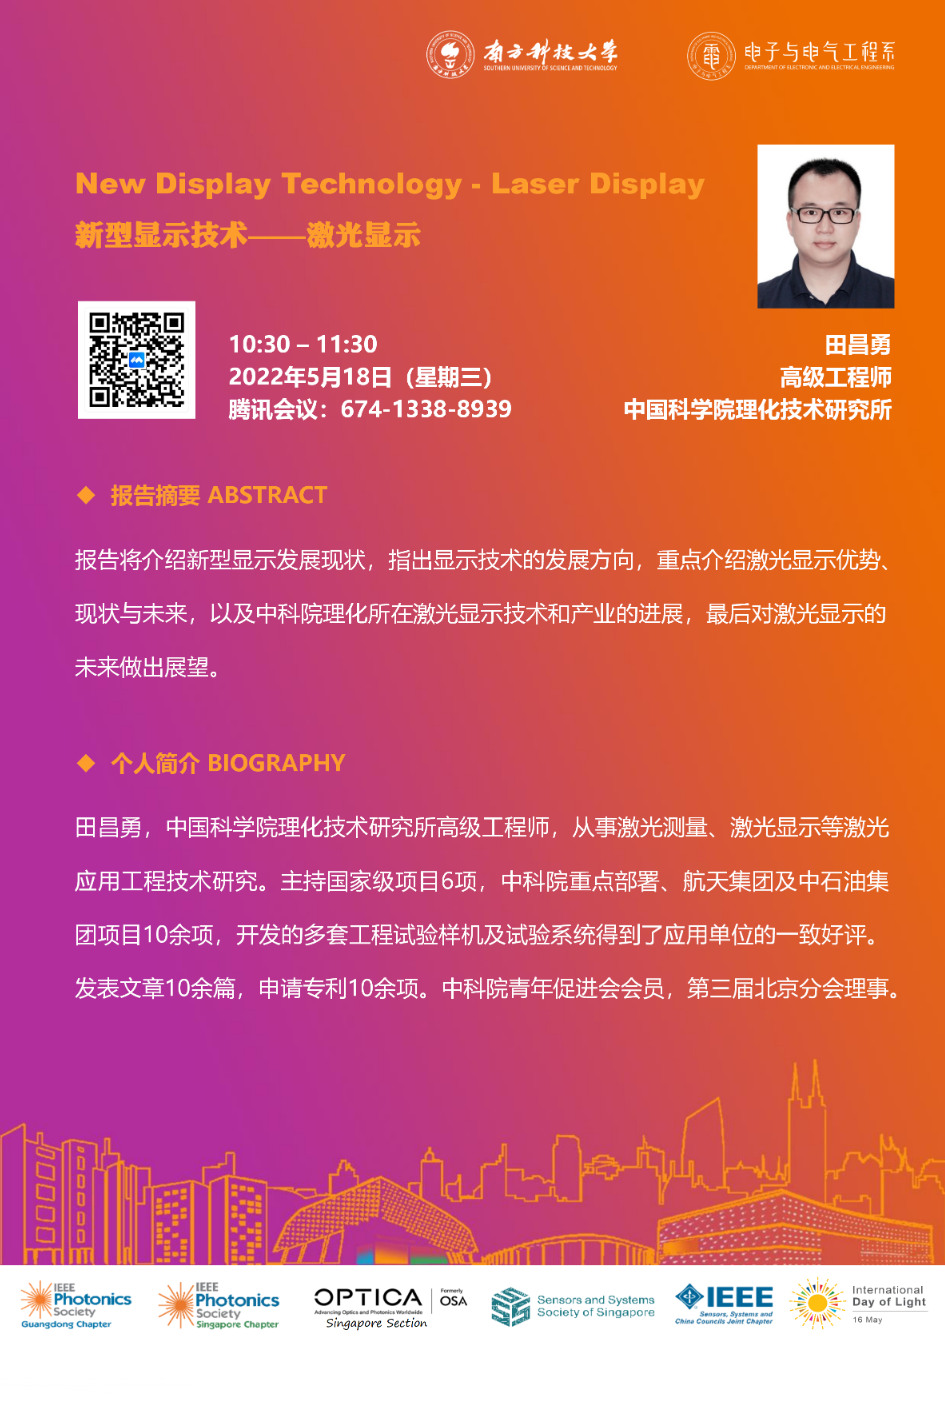 南方科技大学
SOUTHERN UNIVERSITY OF SCIENCE AND TECHNOLOGY
电子与电气工程系
DEPARTMENT OF ELECTRONIC AND ELECTRICAL ENGINEERING
New Display Technology - Laser Display
新型显示技术——激光显示
10:30 – 11:30
2022年5月18日（星期三）
腾讯会议：674-1338-8939
田昌勇
高级工程师
中国科学院理化技术研究所
◆ 报告摘要 ABSTRACT
报告将介绍新型显示发展现状，指出显示技术的发展方向，重点介绍激光显示优势、
现状与未来，以及中科院理化所在激光显示技术和产业的进展，最后对激光显示的
未来做出展望。
◆ 个人简介 BIOGRAPHY
田昌勇，中国科学院理化技术研究所高级工程师，从事激光测量、激光显示等激光
应用工程技术研究。主持国家级项目6项，中科院重点部署、航天集团及中石油集
团项目10余项，开发的多套工程试验样机及试验系统得到了应用单位的一致好评。
发表文章10余篇，申请专利10余项。中科院青年促进会会员，第三届北京分会理事。
IEEE
Photonics
Society
Guangdong Chapter
IEEE
Photonics
Society
Singapore Chapter
OPTICA
Formerly
OSA
Advancing Optics and Photonics Worldwide
Singapore Section
Sensors and Systems
Society of Singapore
IEEE
Sensors, Systems and
China Councils Joint Chapter
International
Day of Light
16 May